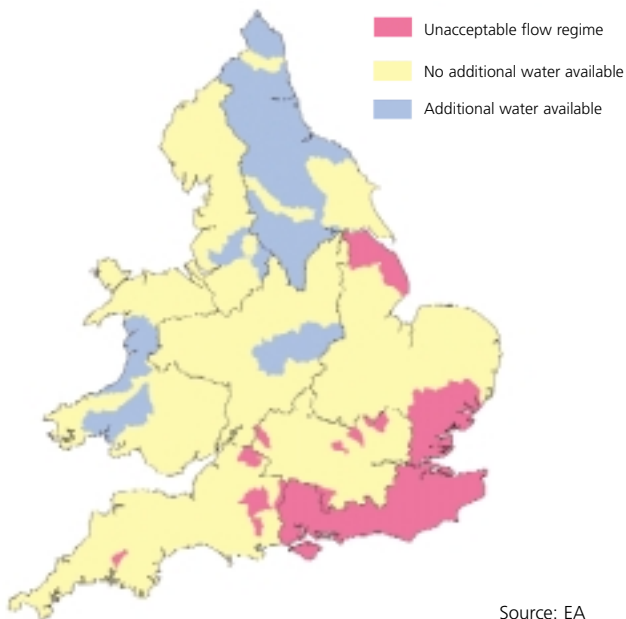 Unacceptable flow regime
No additional water available
Additional water available
Source: EA